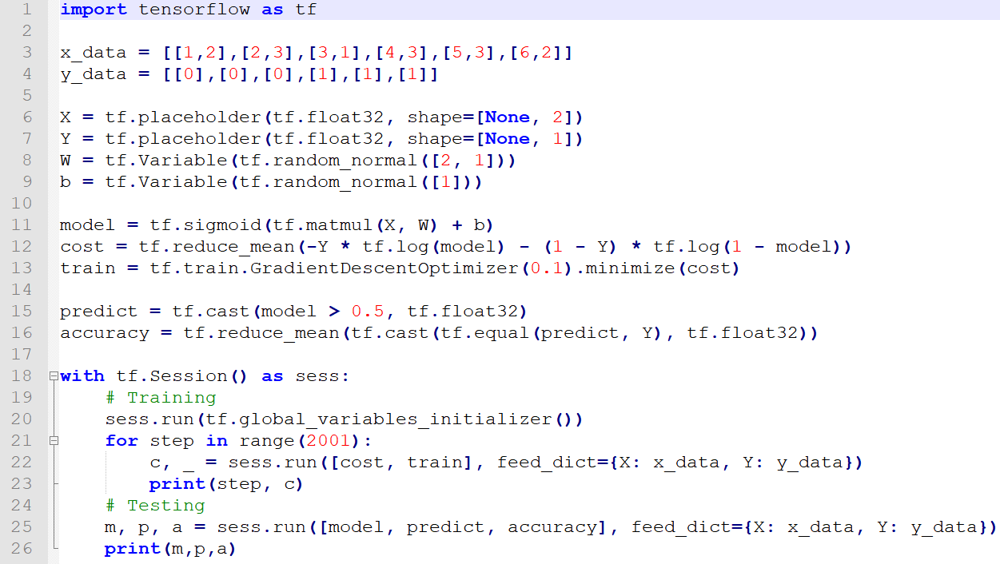 1 import tensorflow as tf
2
3 x_data = [[1,2],[2,3],[3,1],[4,3],[5,3],[6,2]]
4 y_data = [[0],[0],[0],[1],[1],[1]]
5
6 X = tf.placeholder(tf.float32, shape=[None, 2])
7 Y = tf.placeholder(tf.float32, shape=[None, 1])
8 W = tf.Variable(tf.random_normal([2, 1]))
9 b = tf.Variable(tf.random_normal([1]))
10
11 model = tf.sigmoid(tf.matmul(X, W) + b)
12 cost = tf.reduce_mean(-Y * tf.log(model) - (1 - Y) * tf.log(1 - model))
13 train = tf.train.GradientDescentOptimizer(0.1).minimize(cost)
14
15 predict = tf.cast(model > 0.5, tf.float32)
16 accuracy = tf.reduce_mean(tf.cast(tf.equal(predict, Y), tf.float32))
17
18 with tf.Session() as sess:
19     # Training
20     sess.run(tf.global_variables_initializer())
21     for step in range(2001):
22         c, _ = sess.run([cost, train], feed_dict={X: x_data, Y: y_data})
23         print(step, c)
24     # Testing
25     m, p, a = sess.run([model, predict, accuracy], feed_dict={X: x_data, Y: y_data})
26     print(m,p,a)